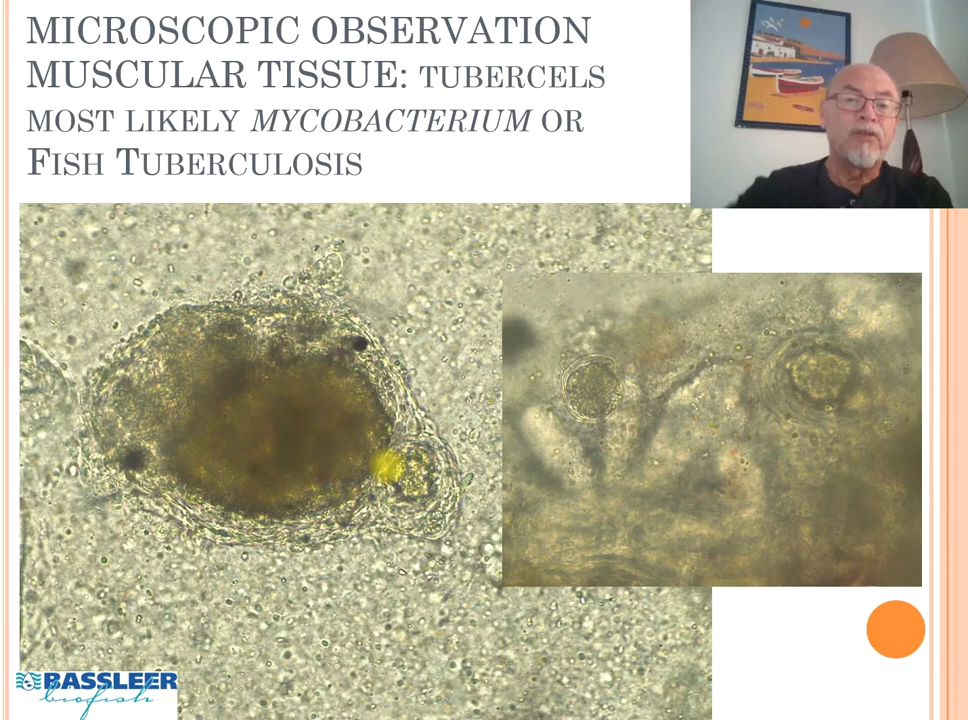 MICROSCOPIC OBSERVATION
MUSCULAR TISSUE: TUBERCELS
MOST LIKELY MYCOBACTERIUM OR
FISH TUBERCULOSIS
BASSLEER
biofish